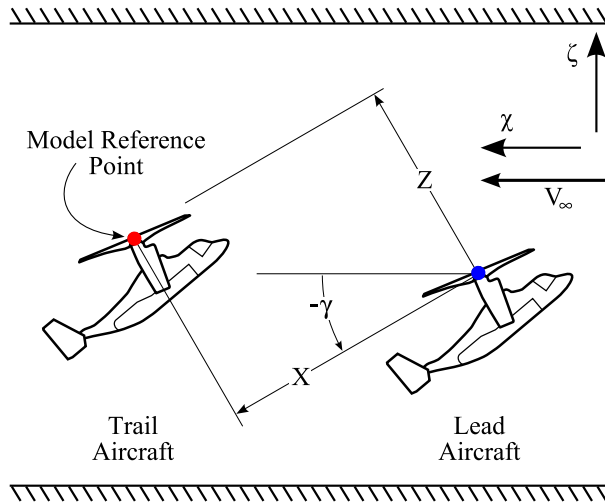 ζ
χ
V∞
Model Reference
Point
Z
-γ
X
Trail
Aircraft
Lead
Aircraft